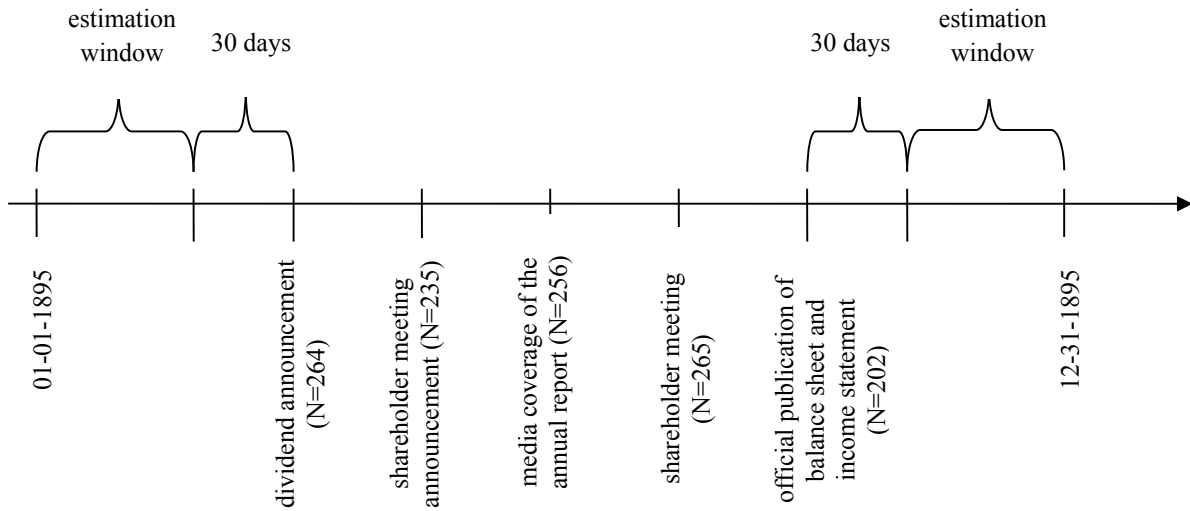 estimation
window
30 days
30 days
estimation
window
01-01-1895
dividend announcement
(N=264)
shareholder meeting
announcement (N=235)
media coverage of the
annual report (N=256)
shareholder meeting
(N=265)
official publication of
balance sheet and
income statement
(N=202)
12-31-1895